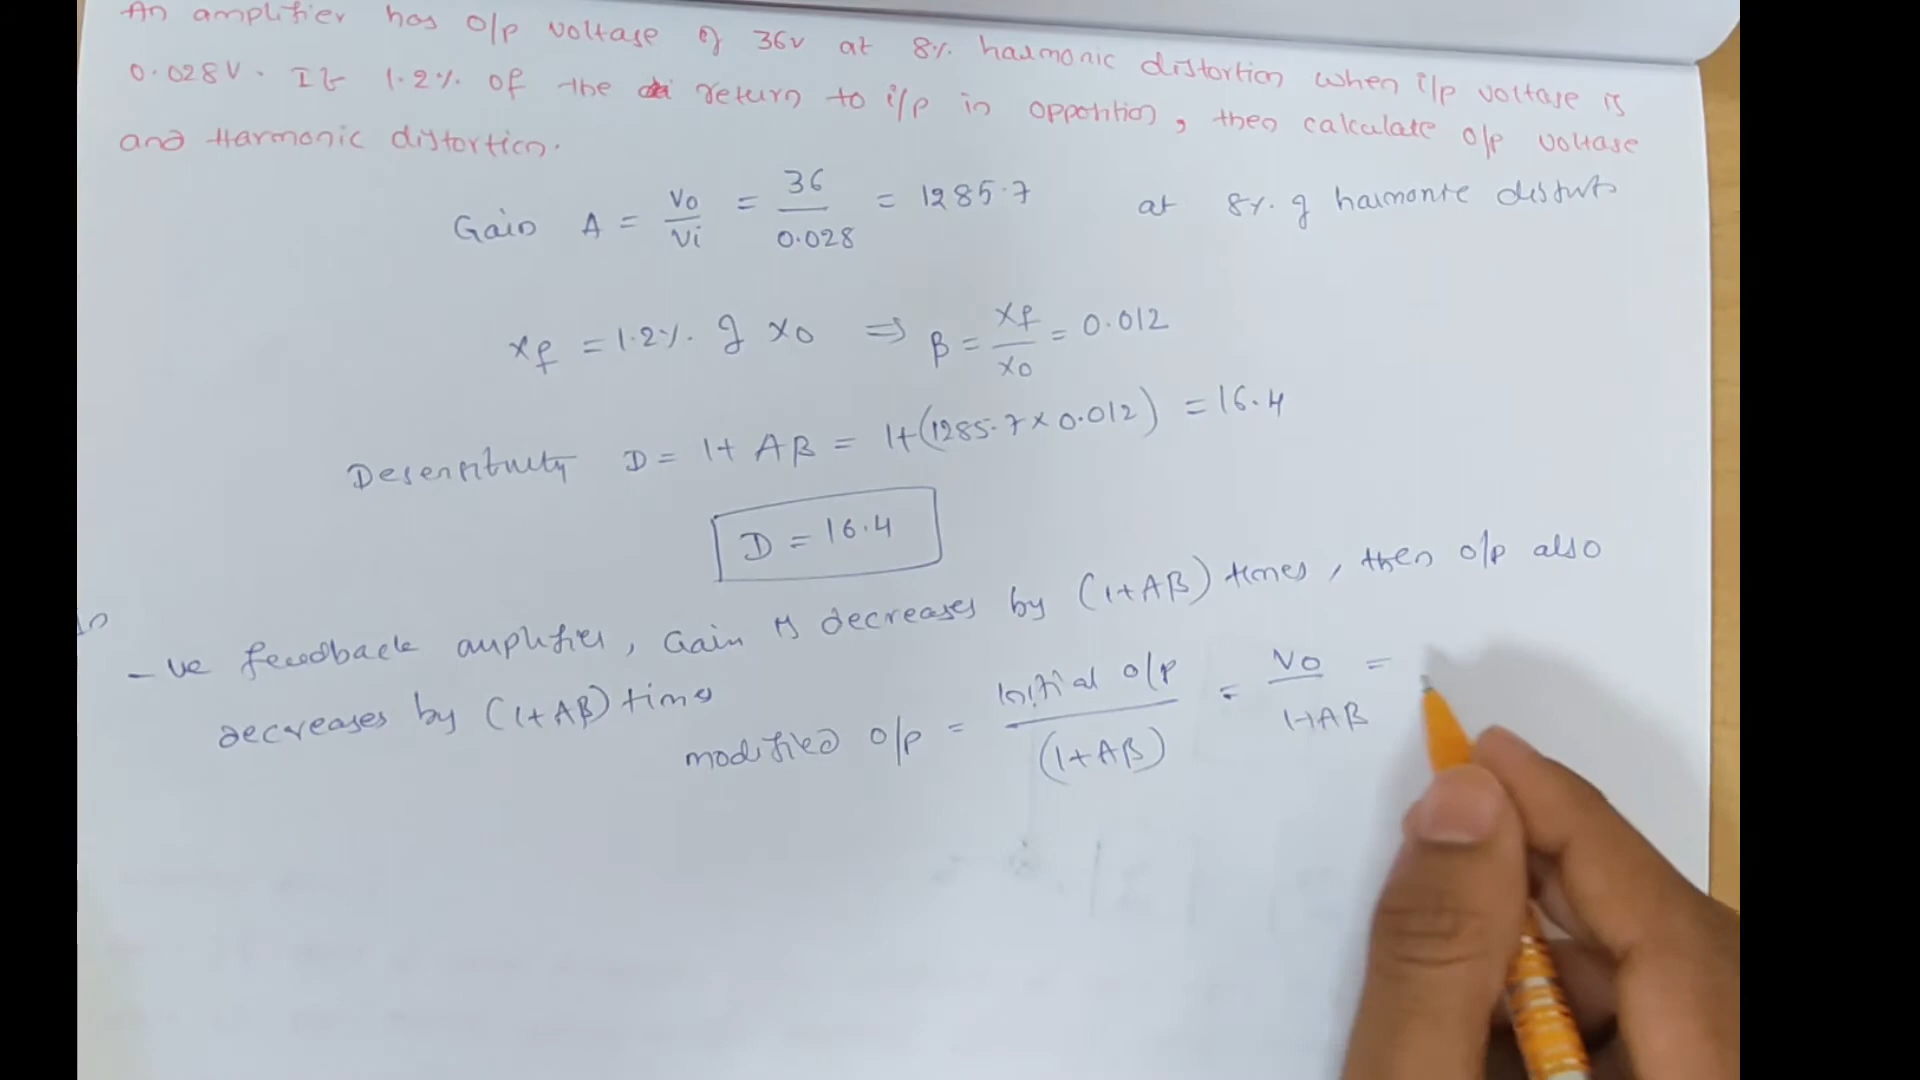 An amplifier has o/p voltage of 36v at 8% harmonic distortion when i/p voltage is
0.028V. If 1.2% of the return to i/p in opposition, then calculate o/p voltage
and Harmonic distortion.
Gain A = Vo/Vi = 36/0.028 = 1285.7 at 8% of harmonic
xf = 1.2% of xo ⇒ β = xf/xo = 0.012
Desensitivity D = 1+ Aβ = 1+(1285.7×0.012) = 16.4
D = 16.4
In
-ve feedback amplifier, Gain is decreases by (1+Aβ) times, then o/p also
decreases by (1+Aβ) times
modified o/p = Initial o/p/(1+Aβ) = Vo/1+Aβ =